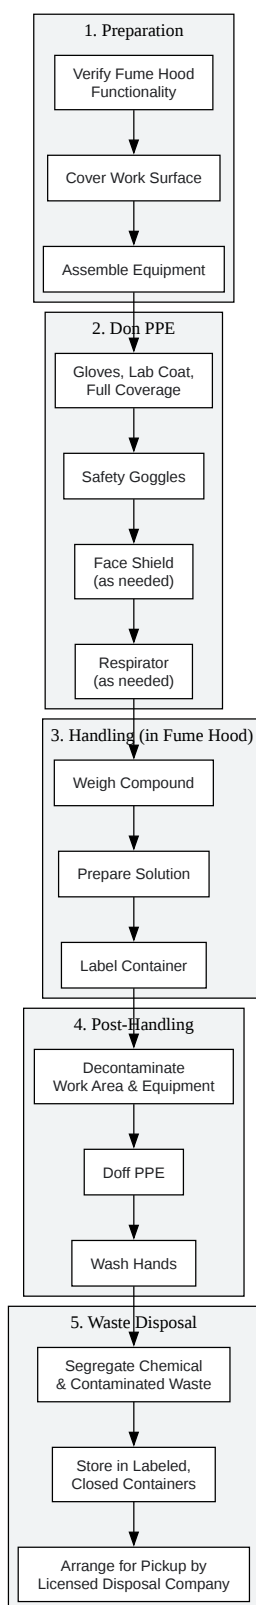 1. Preparation
Verify Fume Hood
Functionality
Cover Work Surface
Assemble Equipment
2. Don PPE
Gloves, Lab Coat,
Full Coverage
Safety Goggles
Face Shield
(as needed)
Respirator
(as needed)
3. Handling (in Fume Hood)
Weigh Compound
Prepare Solution
Label Container
4. Post-Handling
Decontaminate
Work Area & Equipment
Doff PPE
Wash Hands
5. Waste Disposal
Segregate Chemical
& Contaminated Waste
Store in Labeled,
Closed Containers
Arrange for Pickup by
Licensed Disposal Company